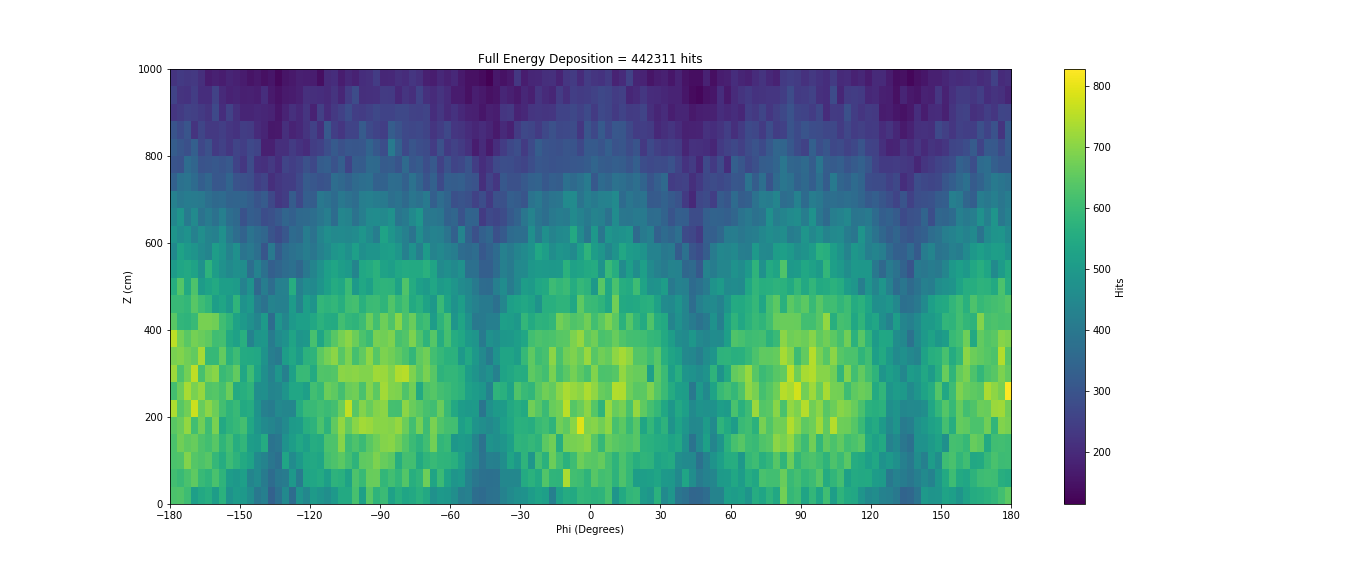 Full Energy Deposition = 442311 hits
1000
800
600
400
200
0
Z (cm)
−180 −150 −120 −90 −60 −30 0 30 60 90 120 150 180
Phi (Degrees)
800
700
600
500
400
300
200
Hits